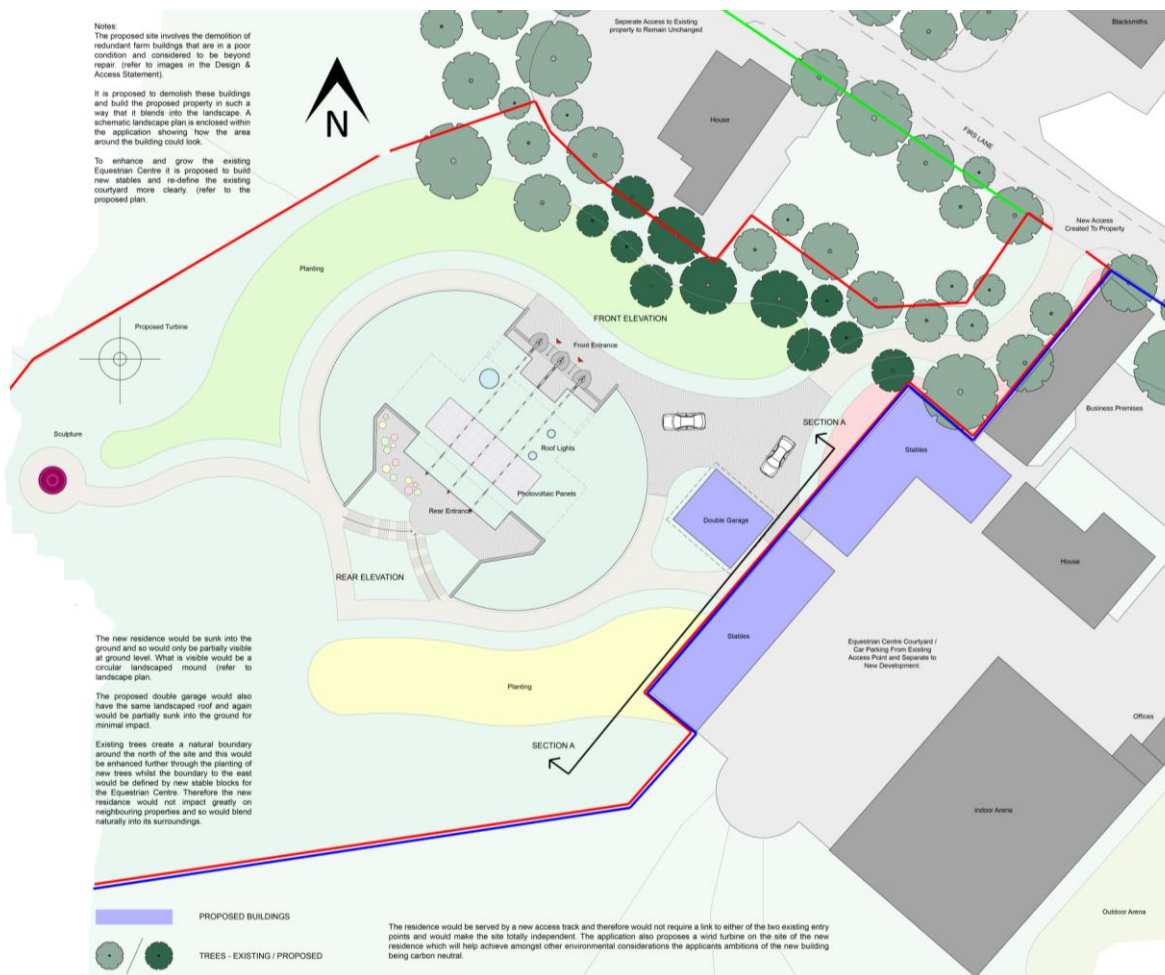 Notes:
The proposed site involves the demolition of
redundant farm buildngs that are in a poor
condition and considered to be beyond
repair. (refer to images in the Design &
Access Statement).
It is proposed to demolish these buildings
and build the proposed property in such a
way that it blends into the landscape. A
schematic landscape plan is enclosed within
the application showing how the area
around the building could look.
To enhance and grow the existing
Equestrian Centre it is proposed to build
new stables and re-define the existing
courtyard more clearly. (refer to the
proposed plan.
N
Seperate Access to Existing
property to Remain Unchanged
Blacksmiths
House
FIRS LANE
New Access
Created To Property
Planting
Proposed Turbine
FRONT ELEVATION
Front Entrance
Sculpture
Roof Lights
Photovoltaic Panels
Rear Entrance
REAR ELEVATION
SECTION A
Business Premises
Stables
Double Garage
House
Stables
Equestrian Centre Courtyard /
Car Parking From Existing
Access Point and Separate to
New Development.
Planting
SECTION A
Offices
Indoor Arena
Outdoor Arena
The new residence would be sunk into the
ground and so would only be partially visible
at ground level. What is visible would be a
circular landscaped mound (refer to
landscape plan.
The proposed double garage would also
have the same landscaped roof and again
would be partially sunk into the ground for
minimal impact.
Existing trees create a natural boundary
around the north of the site and this would
be enhanced further through the planting of
new trees whilst the boundary to the east
would be defined by new stable blocks for
the Equestrian Centre. Therefore the new
residance would not impact greatly on
neighbouring properties and so would blend
naturally into its surroundings.
PROPOSED BUILDINGS
TREES - EXISTING / PROPOSED
The residence would be served by a new access track and therefore would not require a link to either of the two existing entry
points and would make the site totally independent. The application also proposes a wind turbine on the site of the new
residence which will help achieve amongst other environmental considerations the applicants ambitions of the new building
being carbon neutral.